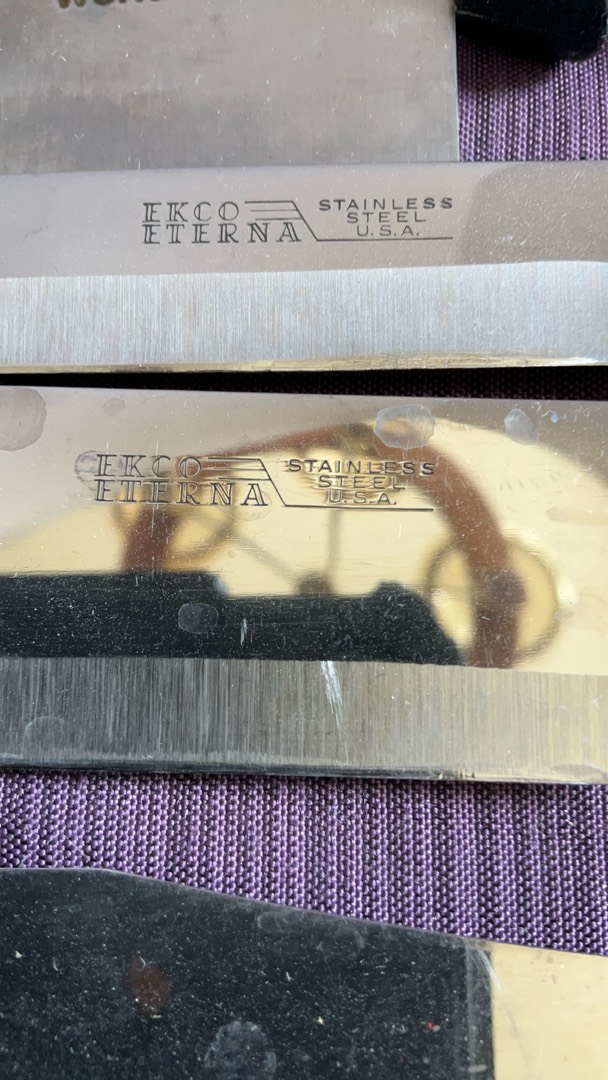 EKCO
ETERNA
STAINLESS
STEEL
U.S.A.
EKCO
ETERNA
STAINLESS
STEEL
U.S.A.